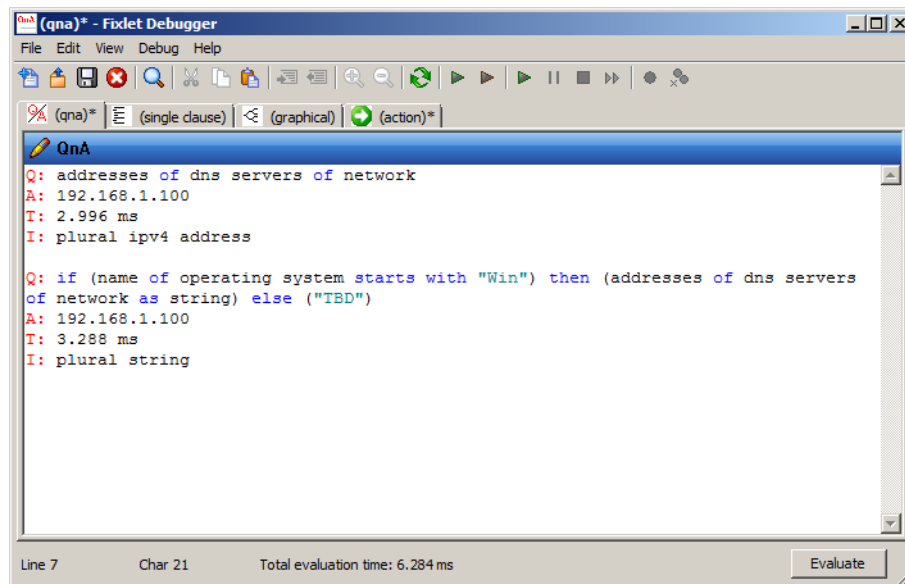 QnA (qna)* - Fixlet Debugger
File Edit View Debug Help
Q/A (qna)* (single clause) (graphical) (action)*
QnA
Q: addresses of dns servers of network
A: 192.168.1.100
T: 2.996 ms
I: plural ipv4 address
Q: if (name of operating system starts with "Win") then (addresses of dns servers
of network as string) else ("TBD")
A: 192.168.1.100
T: 3.288 ms
I: plural string
Line 7 Char 21 Total evaluation time: 6.284 ms Evaluate